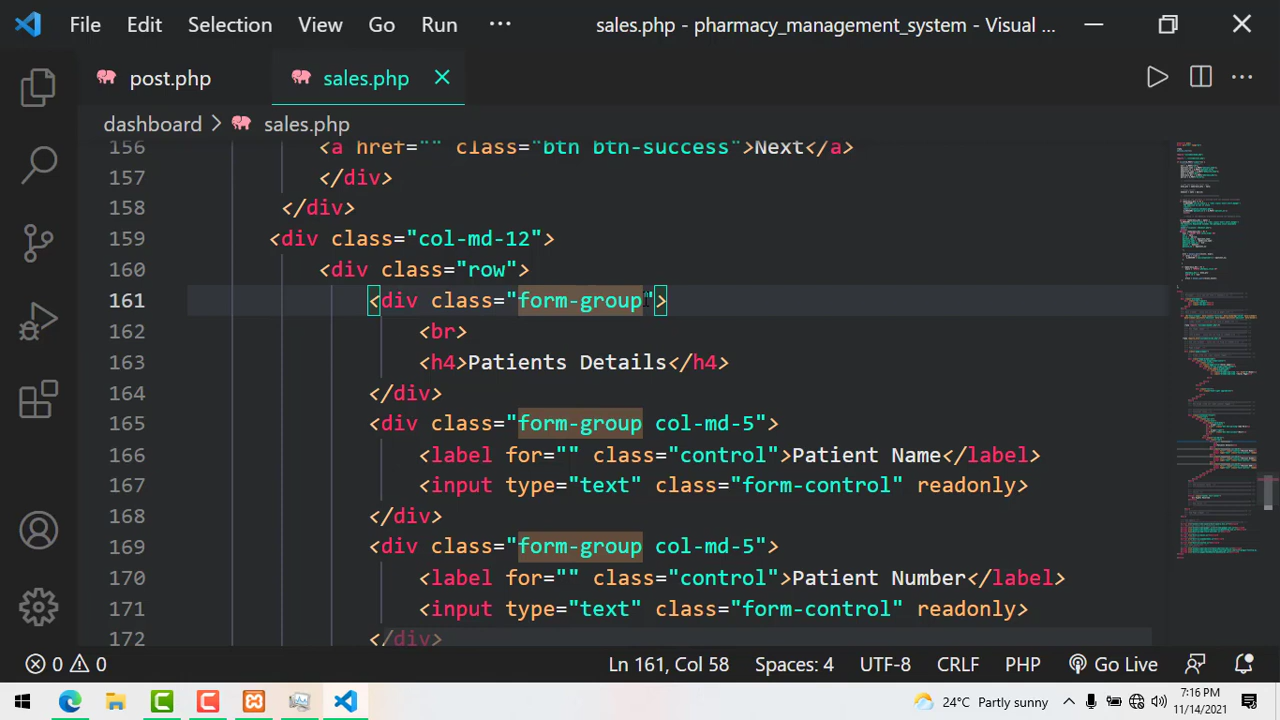 File Edit Selection View Go Run ··· sales.php - pharmacy_management_system - Visual ...
post.php sales.php
dashboard > sales.php
156 <a href="" class="btn btn-success">Next</a>
157 </div>
158 </div>
159 <div class="col-md-12">
160 <div class="row">
161 <div class="form-group">
162 <br>
163 <h4>Patients Details</h4>
164 </div>
165 <div class="form-group col-md-5">
166 <label for="" class="control">Patient Name</label>
167 <input type="text" class="form-control" readonly>
168 </div>
169 <div class="form-group col-md-5">
170 <label for="" class="control">Patient Number</label>
171 <input type="text" class="form-control" readonly>
172 </div>
0 0 Ln 161, Col 58 Spaces: 4 UTF-8 CRLF PHP Go Live
24°C Partly sunny 7:16 PM
11/14/2021